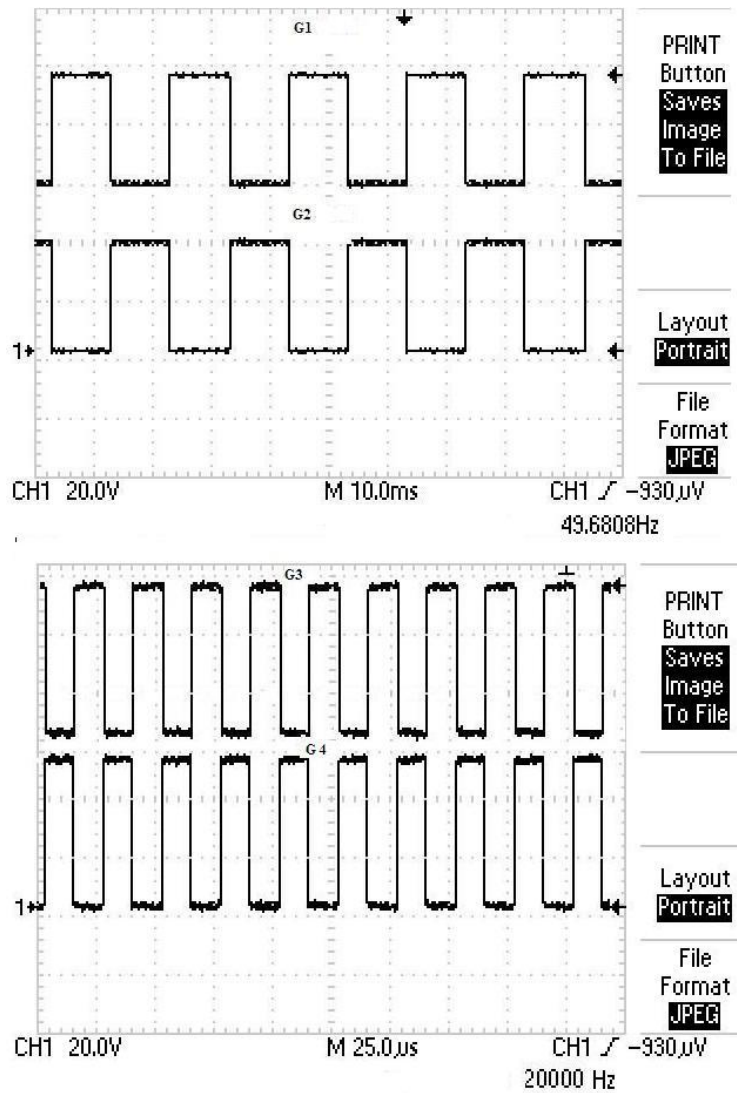 G1
PRINT
Button
Saves
Image
To File
G2
1
Layout
Portrait
File
Format
JPEG
CH1 20.0V M 10.0ms CH1 ∫ -930µV
49.6808Hz
G3
PRINT
Button
Saves
Image
To File
G 4
1
Layout
Portrait
File
Format
JPEG
CH1 20.0V M 25.0µs CH1 ∫ -930µV
20000 Hz